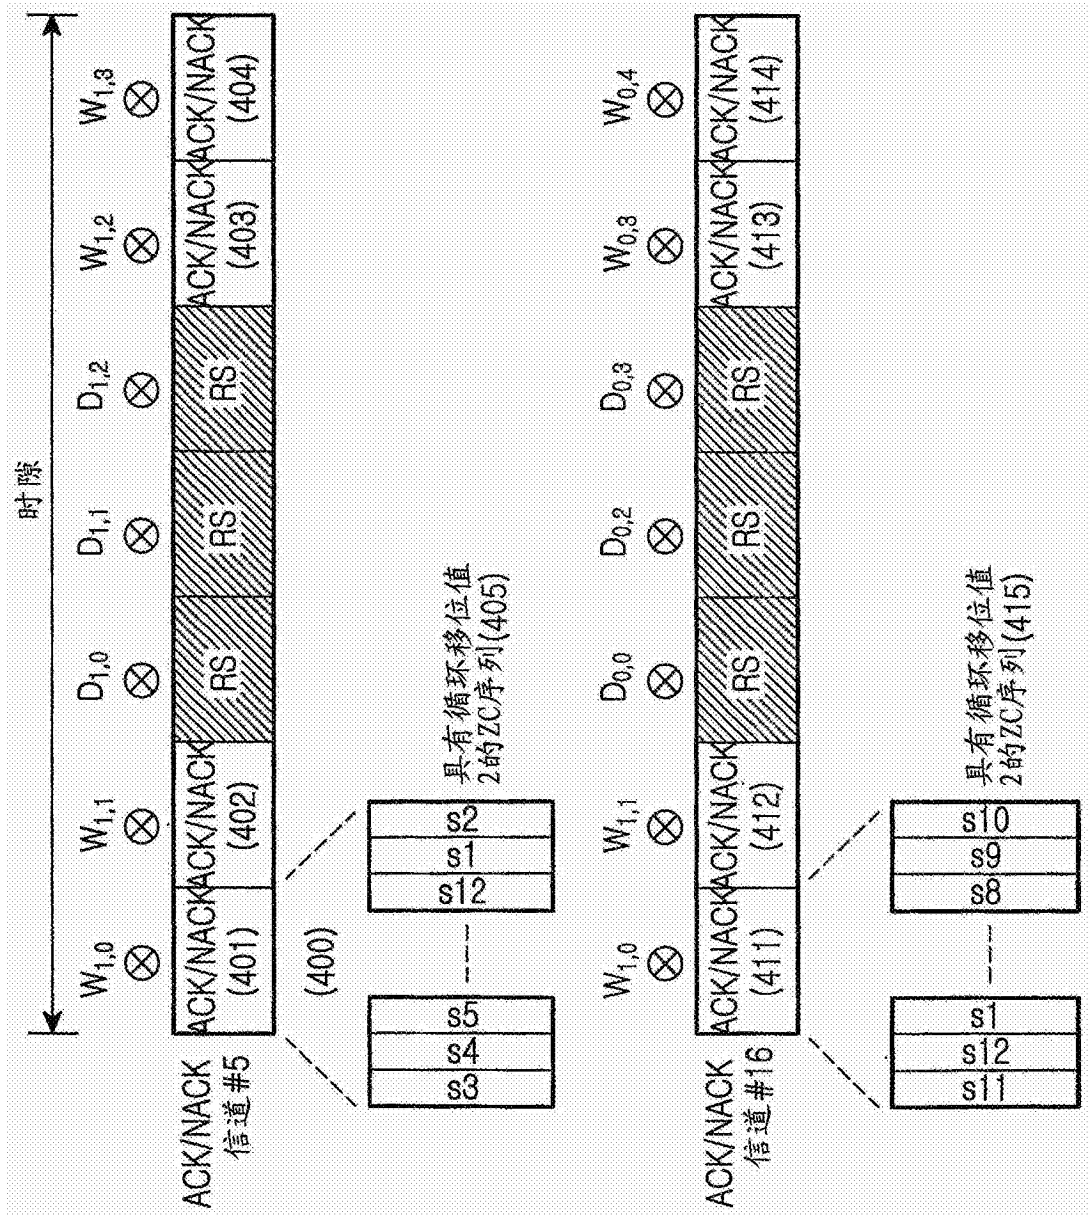 时隙
W1,0
W1,1
D1,0
D1,1
D1,2
W1,2
W1,3
ACK/NACK
信道#5
ACK/NACK
(401)
ACK/NACK
(402)
RS
RS
RS
ACK/NACK
(403)
ACK/NACK
(404)
(400)
s3
s4
s5
s12
s1
s2
具有循环移位值
2的ZC序列(405)
W1,0
W1,1
D0,0
D0,2
D0,3
W0,3
W0,4
ACK/NACK
信道#16
ACK/NACK
(411)
ACK/NACK
(412)
RS
RS
RS
ACK/NACK
(413)
ACK/NACK
(414)
s11
s12
s1
s8
s9
s10
具有循环移位值
2的ZC序列(415)